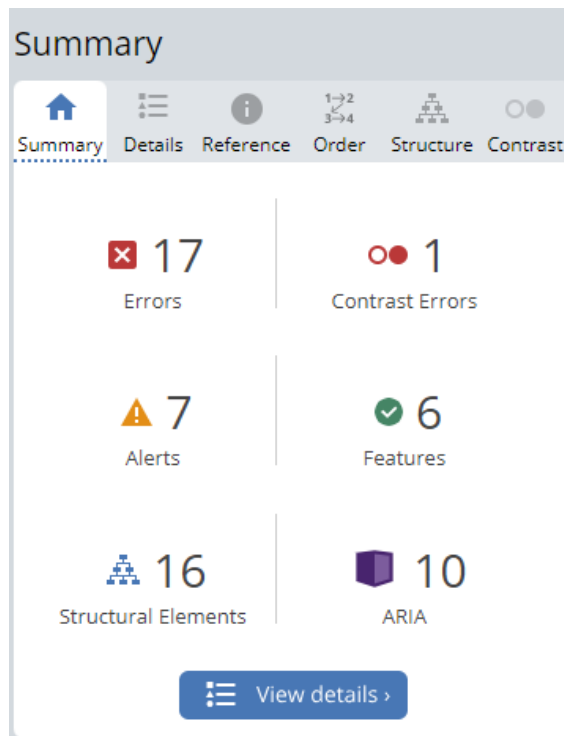 Summary
1→2
3→4
Summary Details Reference Order Structure Contrast
17 1
Errors Contrast Errors
7 6
Alerts Features
16 10
Structural Elements ARIA
View details ›